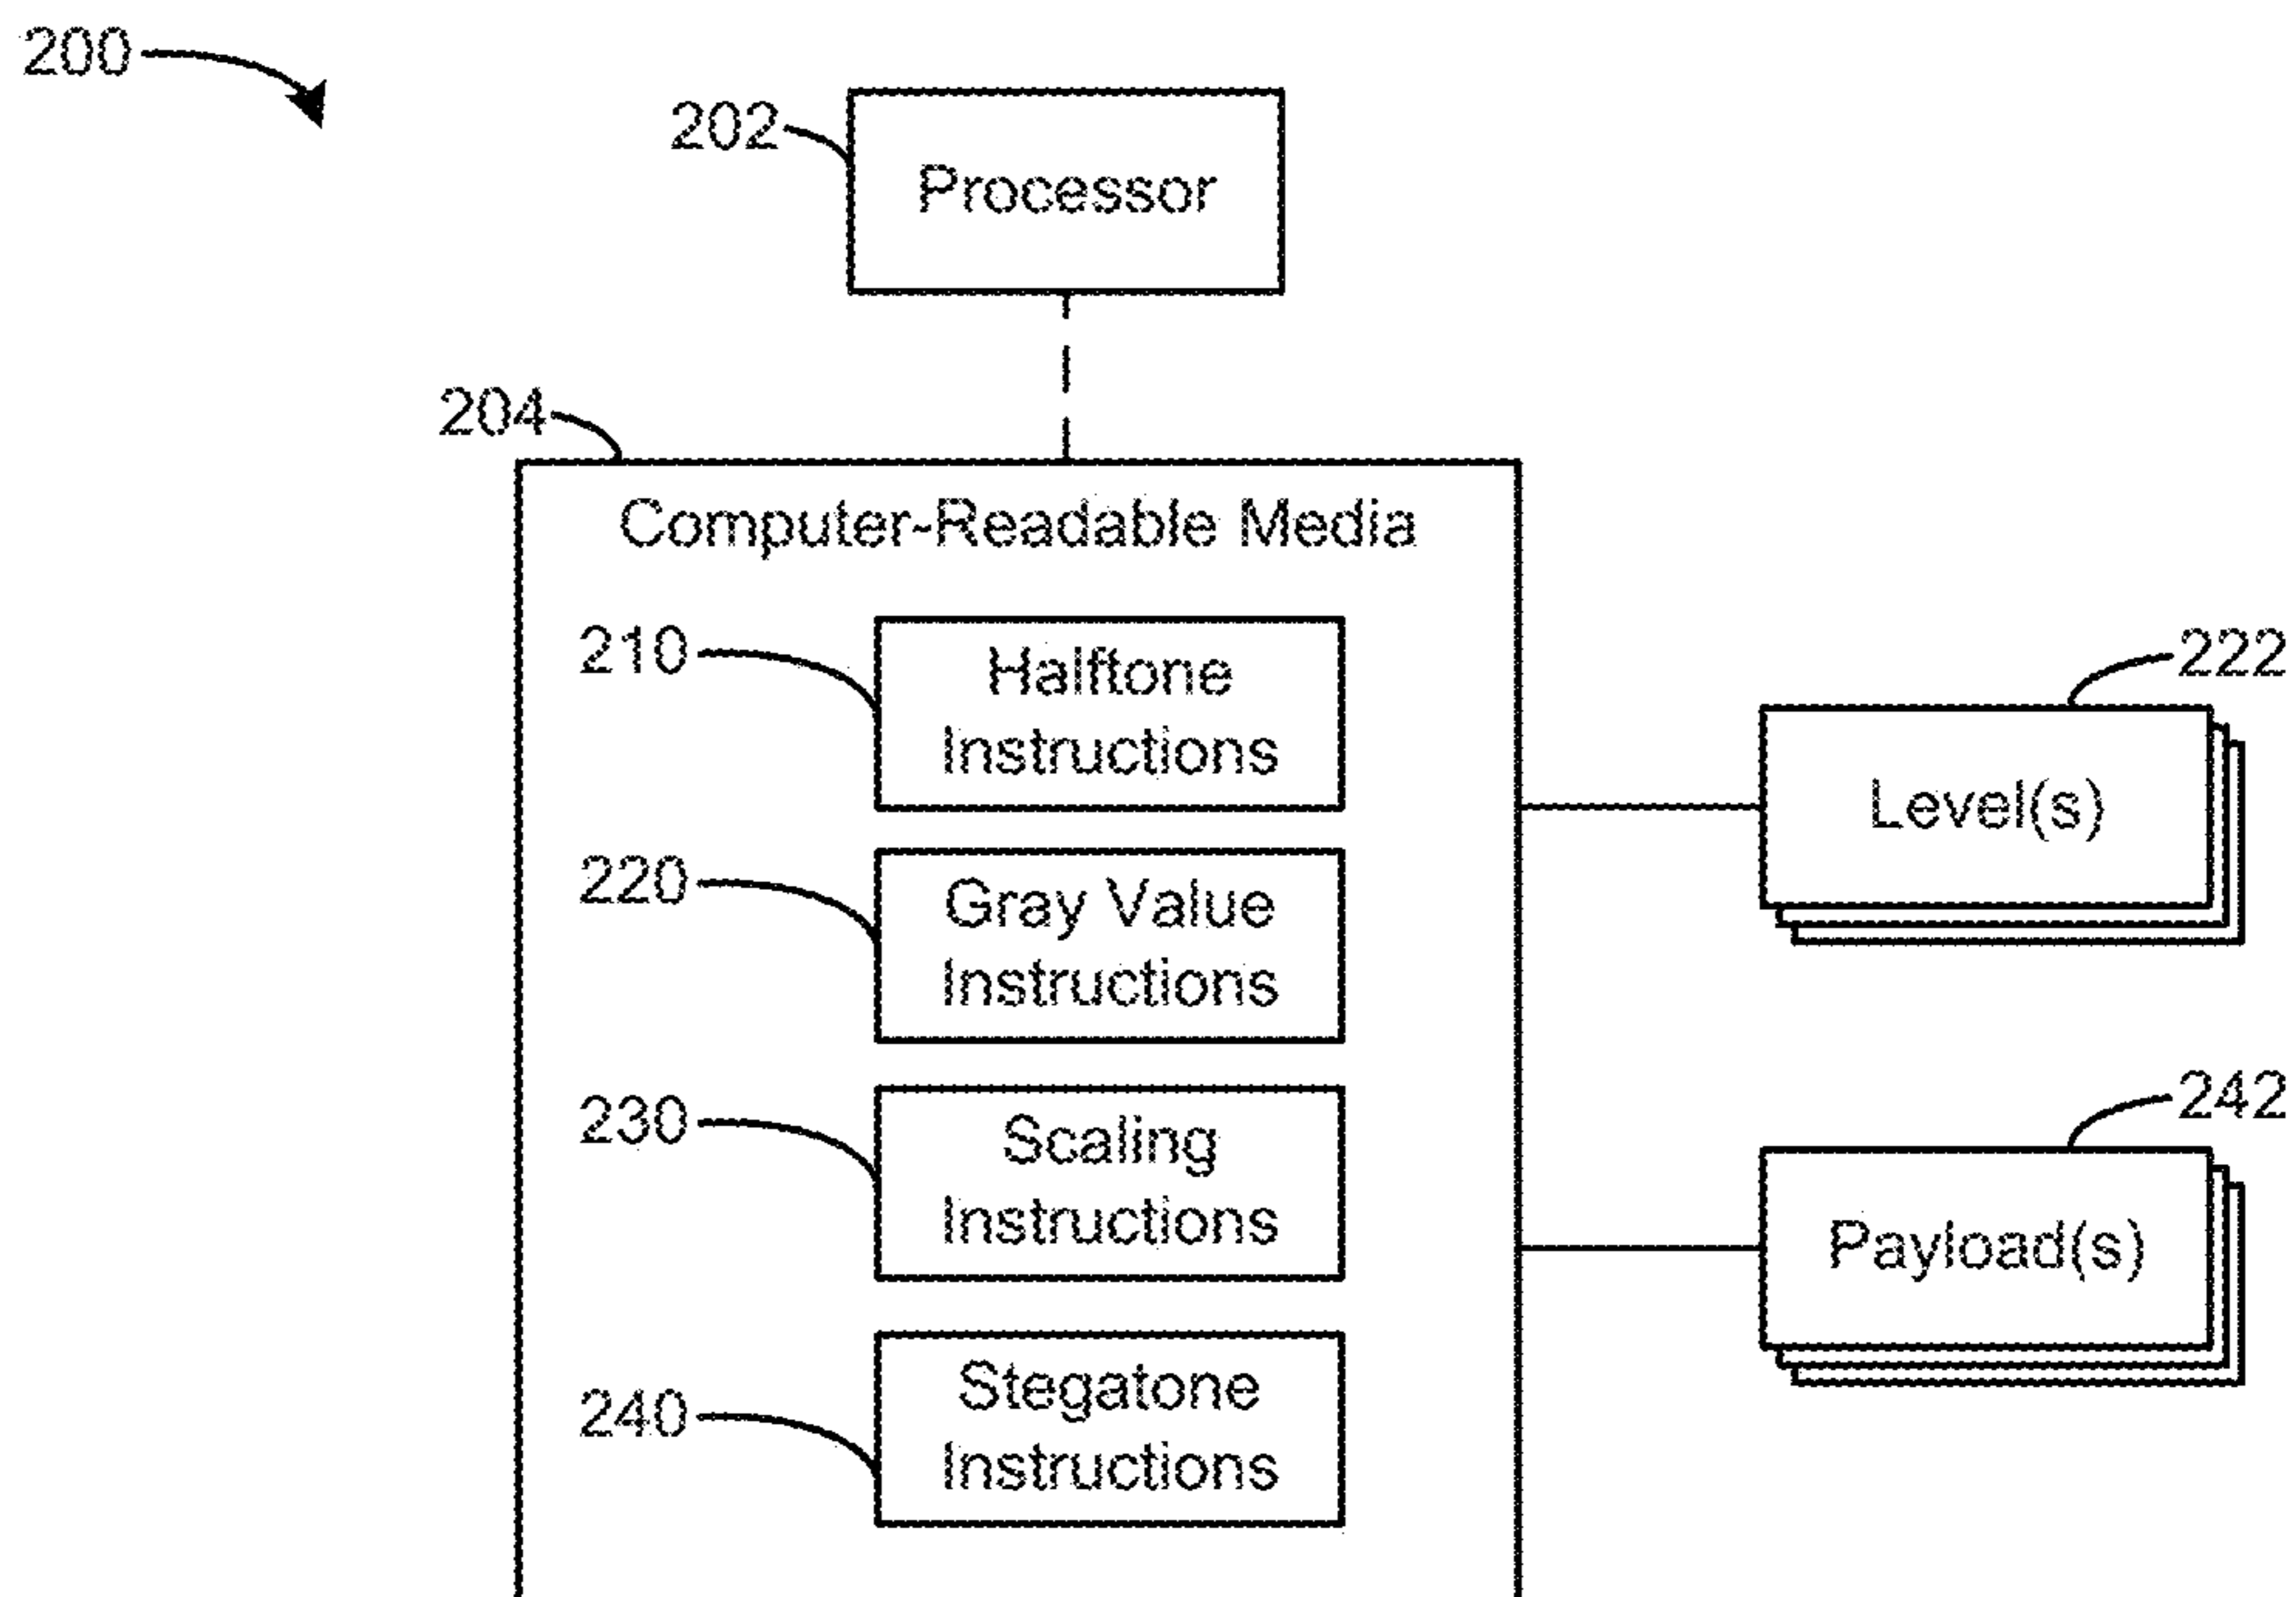 200
202
Processor
204
Computer-Readable Media
210
Halftone
Instructions
222
Level(s)
220
Gray Value
Instructions
230
Scaling
Instructions
242
Payload(s)
240
Stegatone
Instructions